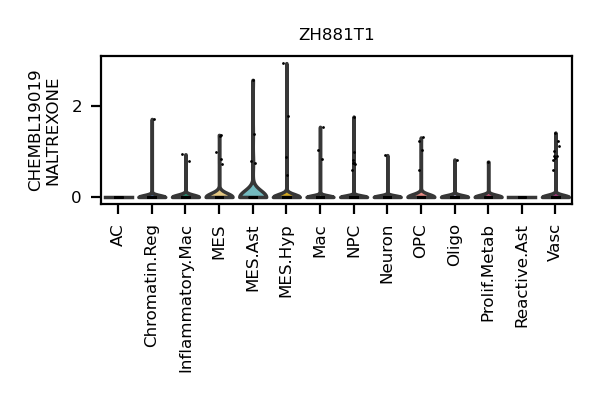 ZH881T1
CHEMBL19019
NALTREXONE
2
0
AC
Chromatin.Reg
Inflammatory.Mac
MES
MES.Ast
MES.Hyp
Mac
NPC
Neuron
OPC
Oligo
Prolif.Metab
Reactive.Ast
Vasc